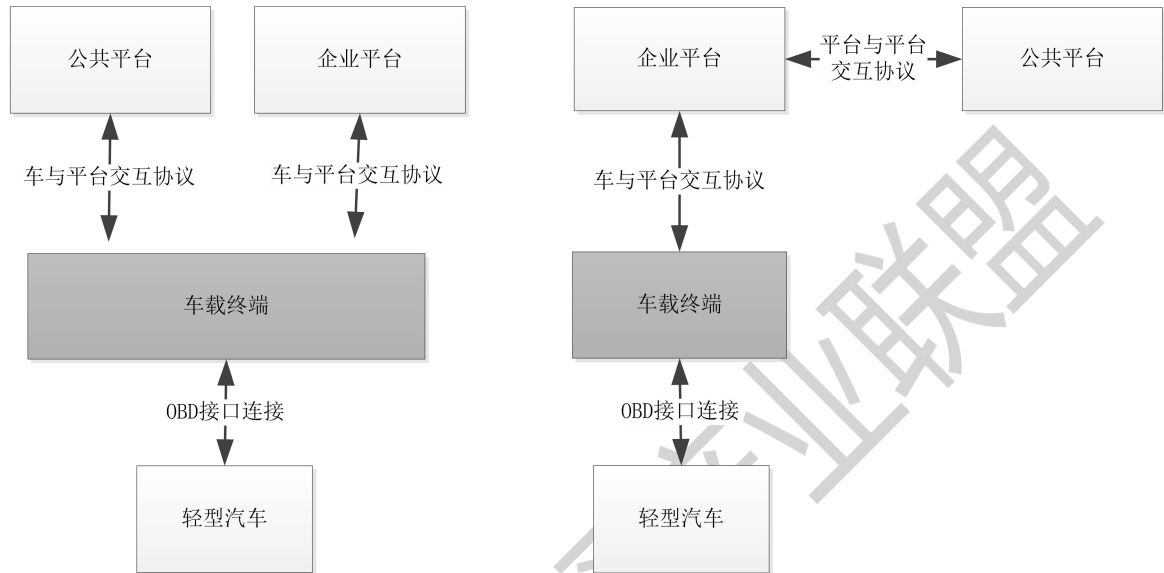 公共平台
企业平台
车与平台交互协议
车与平台交互协议
车载终端
OBD接口连接
轻型汽车
企业平台
平台与平台
交互协议
公共平台
车与平台交互协议
车载终端
OBD接口连接
轻型汽车
业联盟